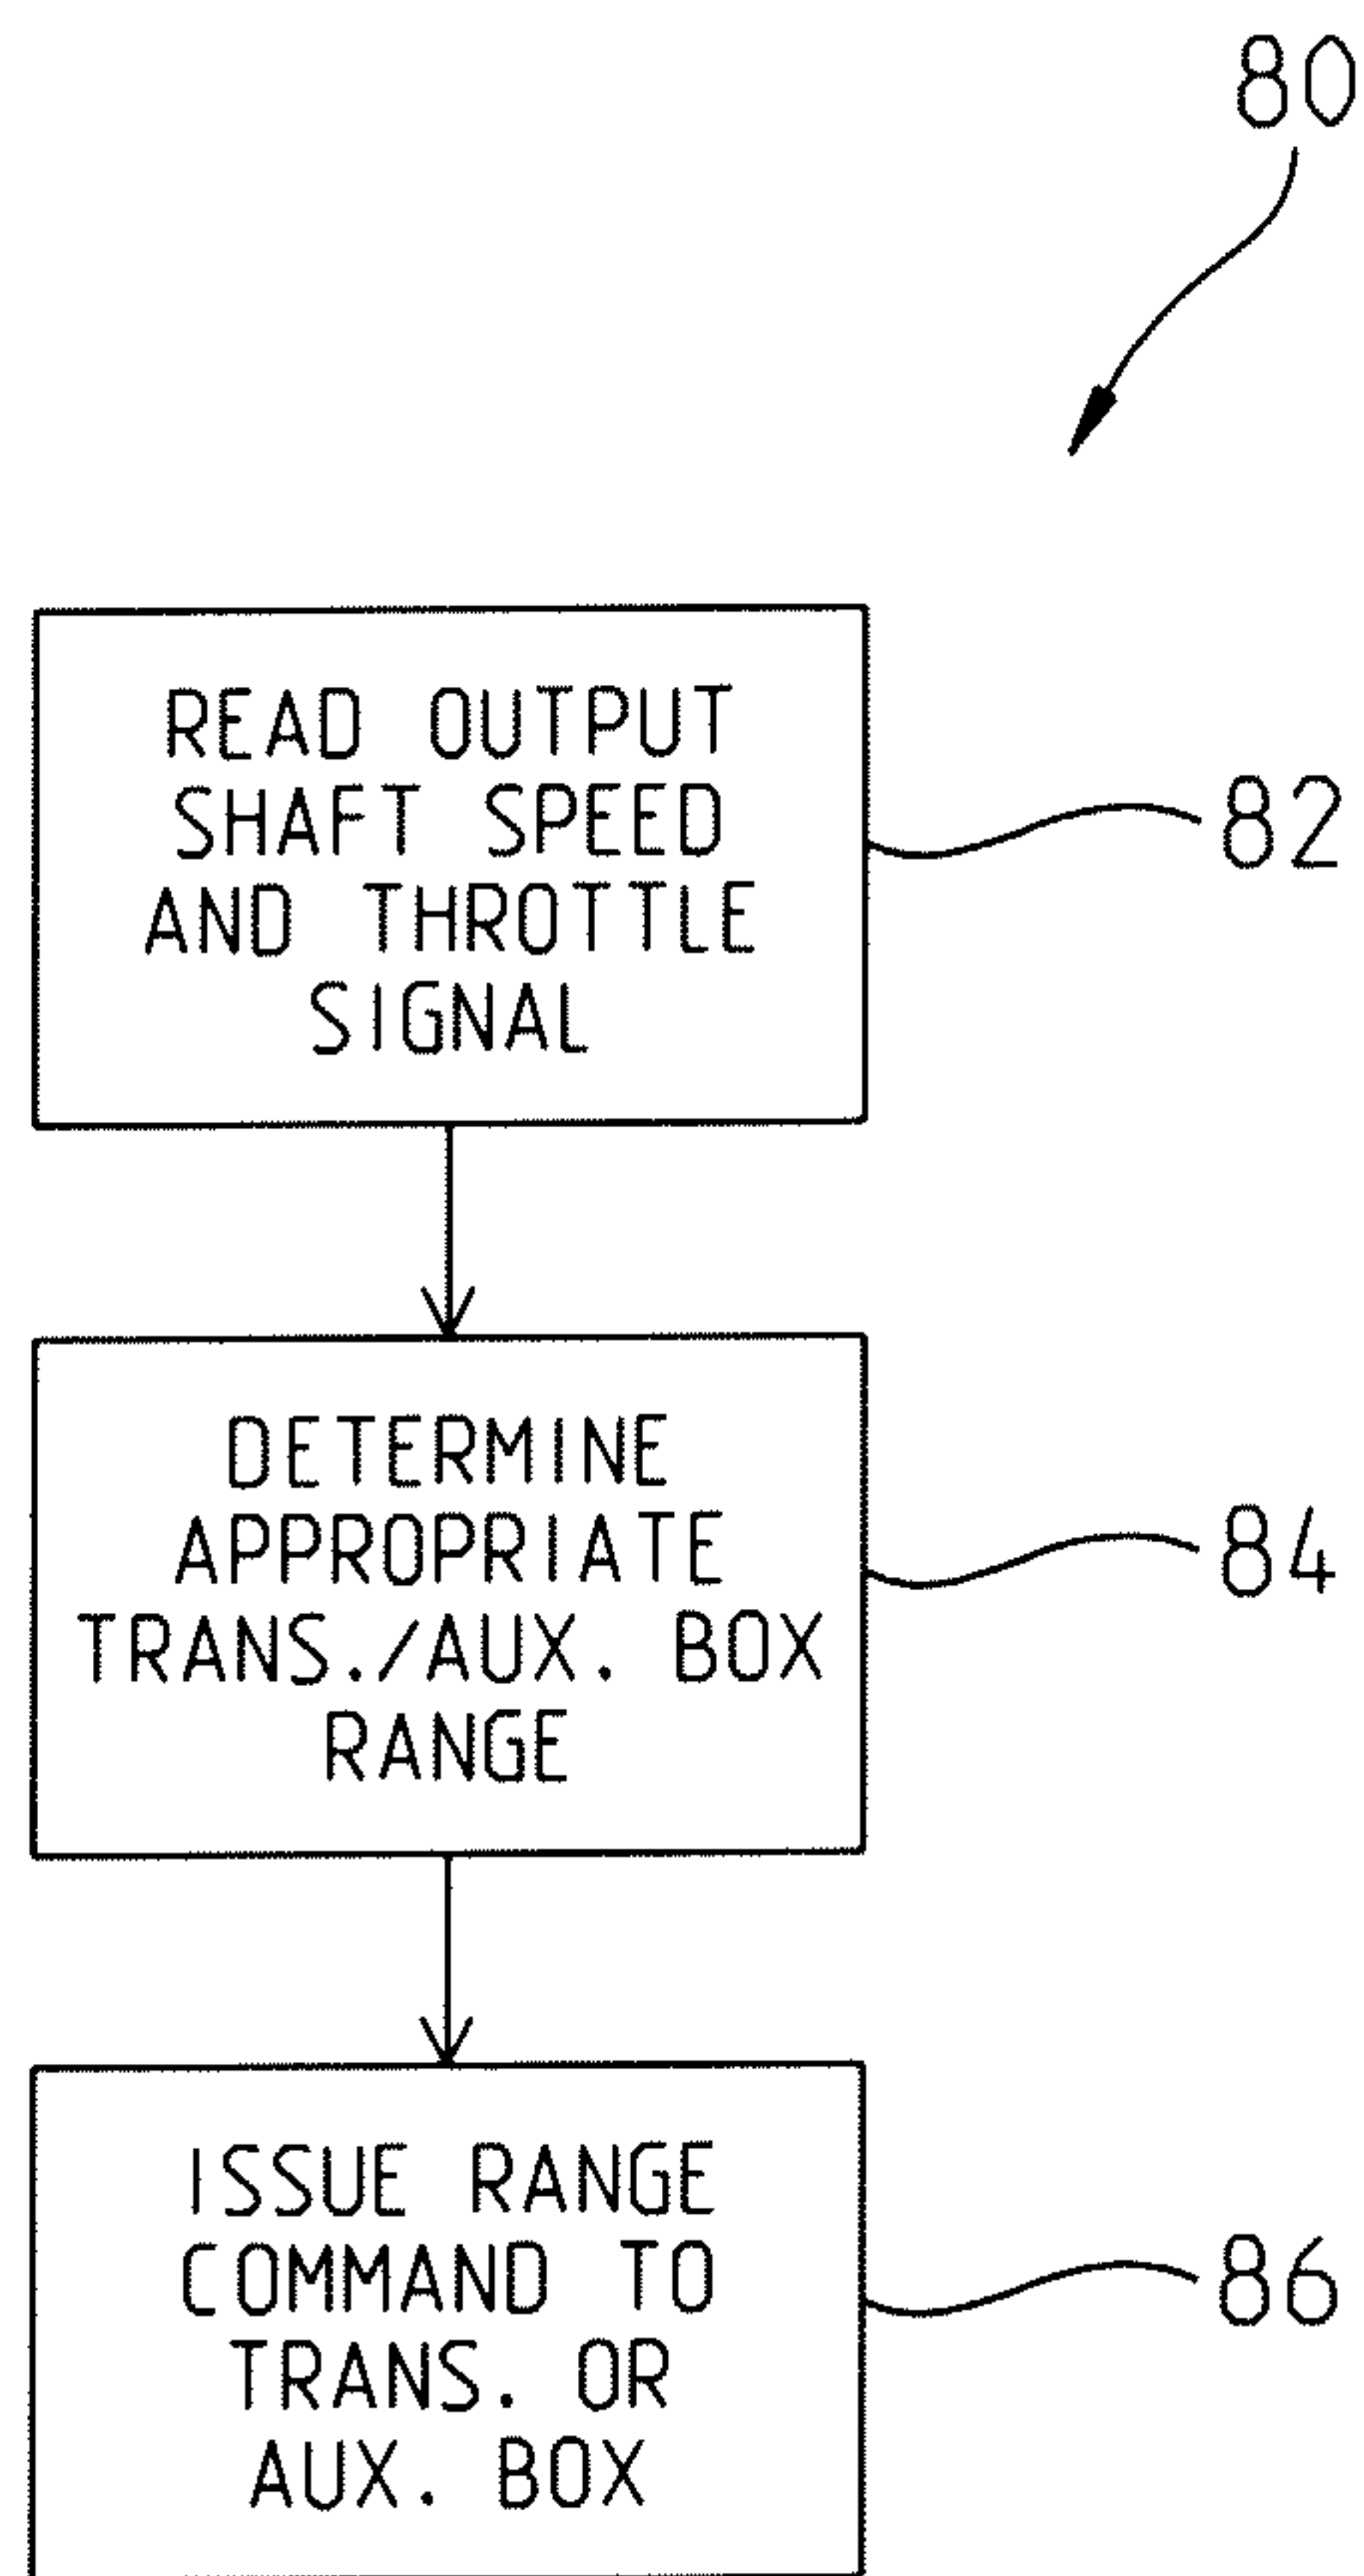 80
READ OUTPUT
SHAFT SPEED
AND THROTTLE
SIGNAL
82
DETERMINE
APPROPRIATE
TRANS./AUX. BOX
RANGE
84
ISSUE RANGE
COMMAND TO
TRANS. OR
AUX. BOX
86